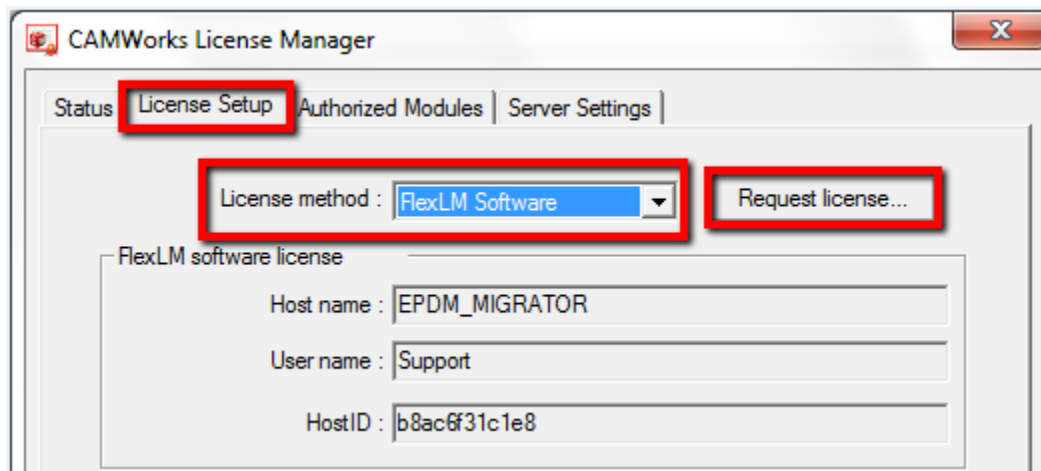 CAMWorks License Manager
Status License Setup Authorized Modules Server Settings
License method : FlexLM Software Request license...
FlexLM software license
Host name : EPDM_MIGRATOR
User name : Support
HostID : b8ac6f31c1e8